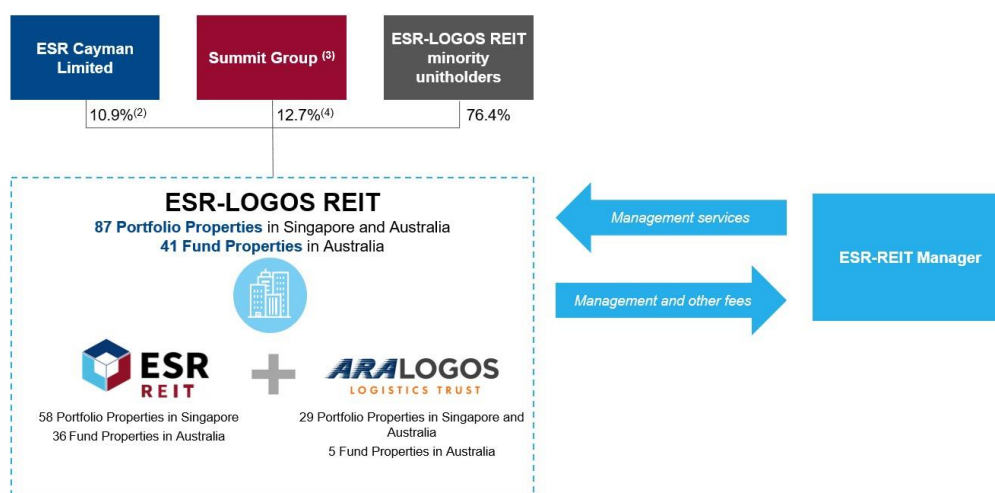 ESR Cayman
Limited
Summit Group (3)
ESR-LOGOS REIT
minority
unitholders
10.9%(2)
12.7%(4)
76.4%
ESR-LOGOS REIT
87 Portfolio Properties in Singapore and Australia
41 Fund Properties in Australia
ESR
REIT
58 Portfolio Properties in Singapore
36 Fund Properties in Australia
ARALOGOS
LOGISTICS TRUST
29 Portfolio Properties in Singapore and
Australia
5 Fund Properties in Australia
Management services
Management and other fees
ESR-REIT Manager